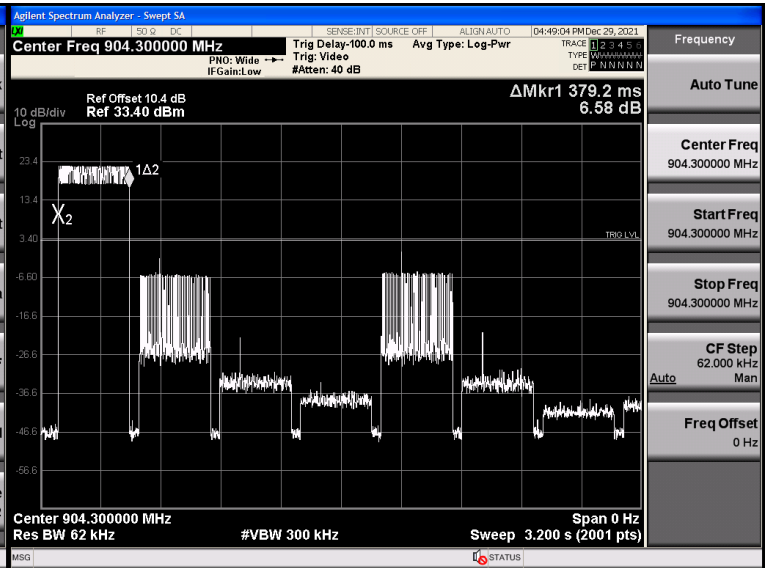 Agilent Spectrum Analyzer - Swept SA
LXI RF 50 Ω DC SENSE:INT SOURCE OFF ALIGN AUTO 04:49:04 PM Dec 29, 2021
Center Freq 904.300000 MHz
Trig Delay-100.0 ms Avg Type: Log-Pwr
TRACE 1 2 3 4 5 6
PNO: Wide Trig: Video
TYPE WWWWWW
IFGain:Low #Atten: 40 dB
DET P N N N N N
Ref Offset 10.4 dB
10 dB/div Ref 33.40 dBm
Log
ΔMkr1 379.2 ms
6.58 dB
23.4
1Δ2
13.4
X2
3.40
TRIG LVL
-6.60
-16.6
-26.6
-36.6
-46.6
-56.6
Center 904.300000 MHz Span 0 Hz
Res BW 62 kHz #VBW 300 kHz Sweep 3.200 s (2001 pts)
MSG STATUS
Frequency
Auto Tune
Center Freq
904.300000 MHz
Start Freq
904.300000 MHz
Stop Freq
904.300000 MHz
CF Step
62.000 kHz
Auto Man
Freq Offset
0 Hz